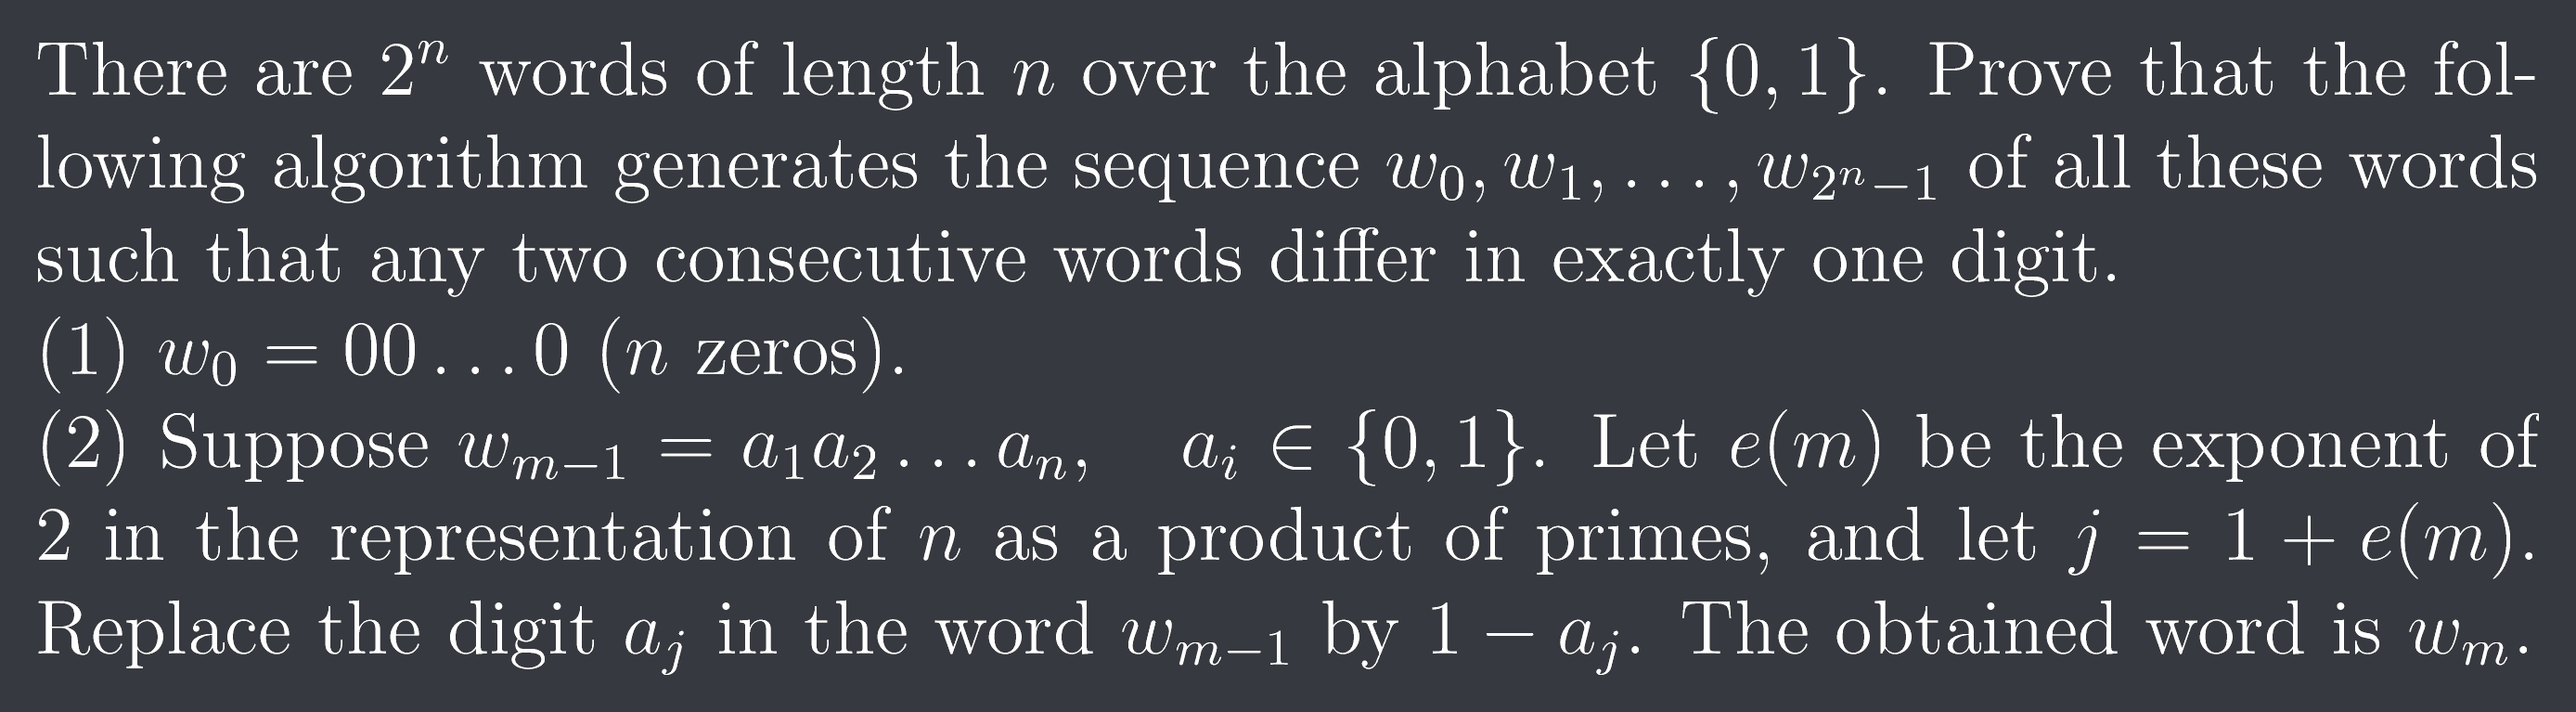 There are 2^n words of length n over the alphabet {0, 1}. Prove that the fol-
lowing algorithm generates the sequence w_0, w_1, . . . , w_{2^n−1} of all these words
such that any two consecutive words differ in exactly one digit.
(1) w_0 = 00 . . . 0 (n zeros).
(2) Suppose w_{m−1} = a_1a_2 . . . a_n, a_i ∈ {0, 1}. Let e(m) be the exponent of
2 in the representation of n as a product of primes, and let j = 1 + e(m).
Replace the digit a_j in the word w_{m−1} by 1 − a_j. The obtained word is w_m.